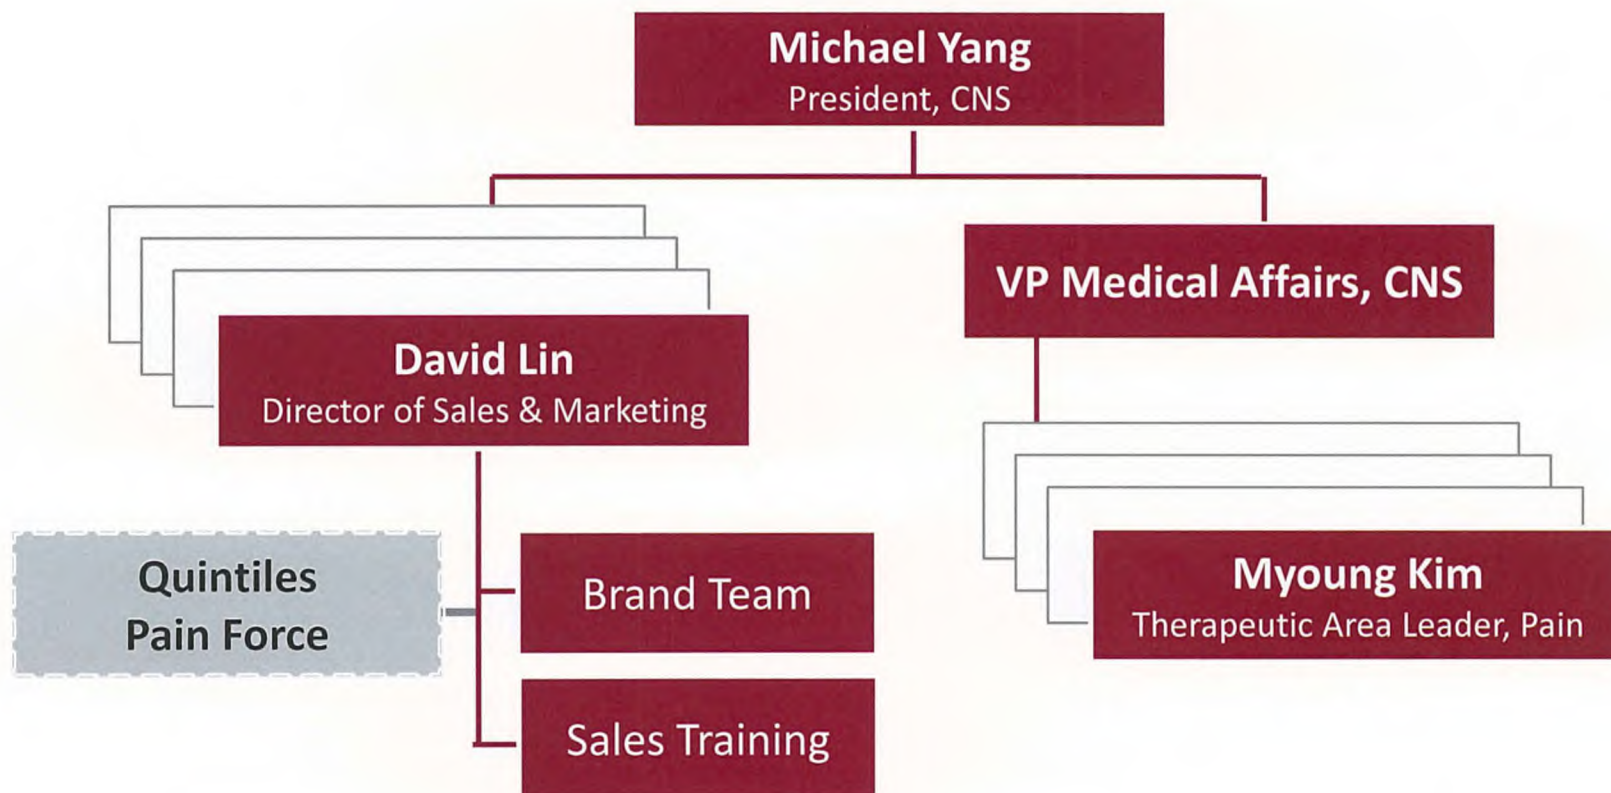 Michael Yang
President, CNS
David Lin
Director of Sales & Marketing
VP Medical Affairs, CNS
Quintiles
Pain Force
Brand Team
Sales Training
Myoung Kim
Therapeutic Area Leader, Pain